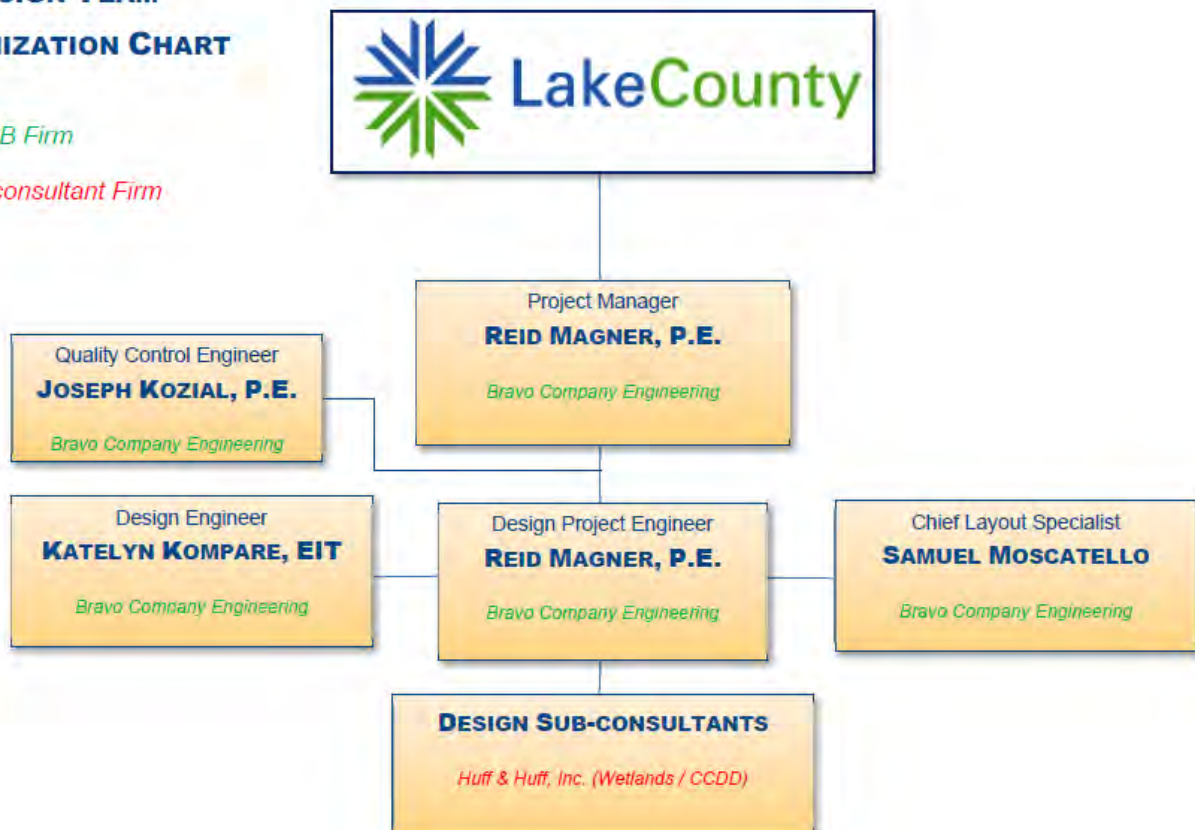 ORGANIZATION CHART
B Firm
consultant Firm
LakeCounty
Project Manager
REID MAGNER, P.E.
Bravo Company Engineering
Quality Control Engineer
JOSEPH KOZIAL, P.E.
Bravo Company Engineering
Design Engineer
KATELYN KOMPARE, EIT
Bravo Company Engineering
Design Project Engineer
REID MAGNER, P.E.
Bravo Company Engineering
Chief Layout Specialist
SAMUEL MOSCATELLO
Bravo Company Engineering
DESIGN SUB-CONSULTANTS
Huff & Huff, Inc. (Wetlands / CCDD)